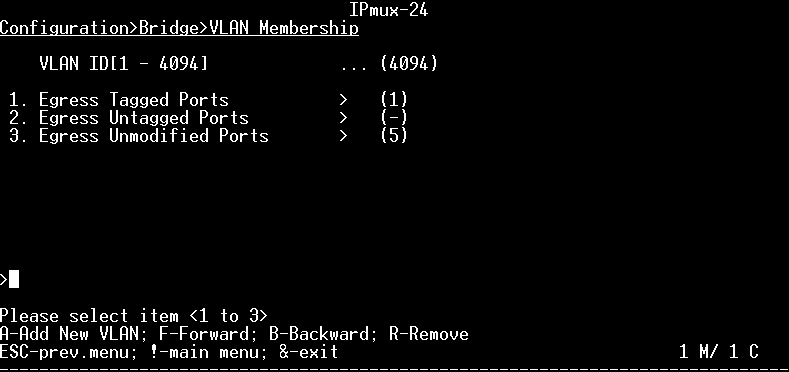 IPmux-24
Configuration>Bridge>VLAN Membership
VLAN ID[1 - 4094] ... (4094)
1. Egress Tagged Ports > (1)
2. Egress Untagged Ports > (-)
3. Egress Unmodified Ports > (5)
>
Please select item <1 to 3>
A-Add New VLAN; F-Forward; B-Backward; R-Remove
ESC-prev.menu; !-main menu; &-exit 1 M/ 1 C